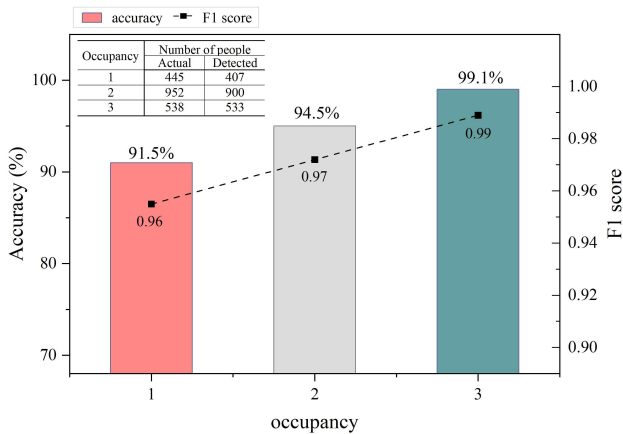 accuracy F1 score
Occupancy Number of people
Actual Detected
1 445 407
2 952 900
3 538 533
99.1%
94.5%
91.5%
0.99
0.97
0.96
100
90
80
70
Accuracy (%)
1.00
0.98
0.96
0.94
0.92
0.90
F1 score
1 2 3
occupancy